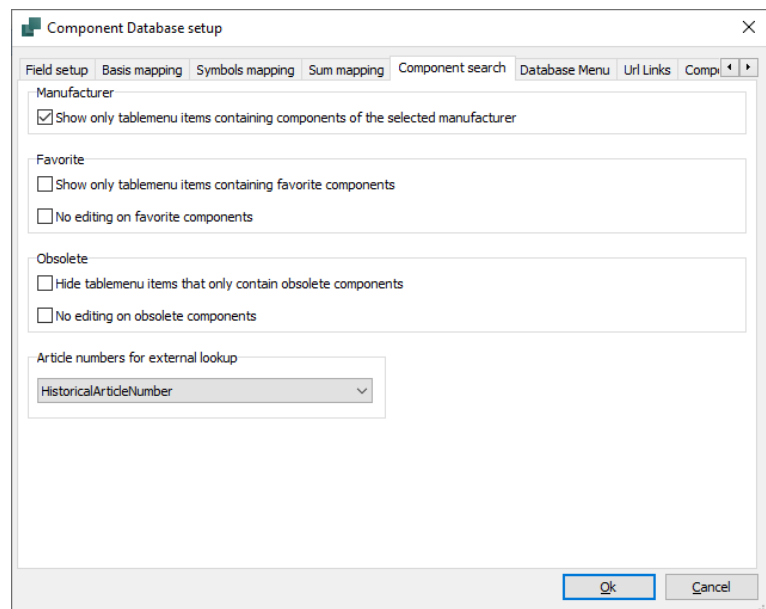 Component Database setup
Field setup Basis mapping Symbols mapping Sum mapping Component search Database Menu Url Links
Manufacturer
Show only tablemenu items containing components of the selected manufacturer
Favorite
Show only tablemenu items containing favorite components
No editing on favorite components
Obsolete
Hide tablemenu items that only contain obsolete components
No editing on obsolete components
Article numbers for external lookup
HistoricalArticleNumber
Ok Cancel